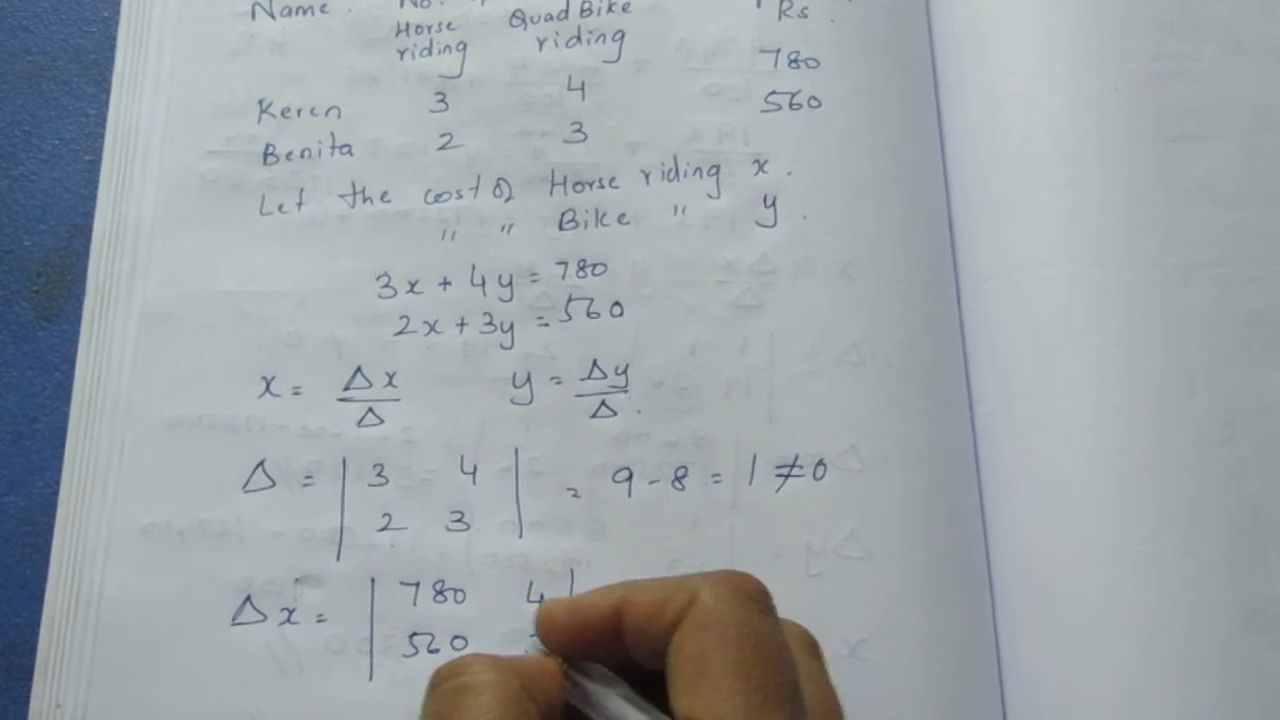 Name. No. Quad Bike Rs.
Horse riding
riding 780
Keren 3 4 560
Benita 2 3
Let the cost of Horse riding x.
" " Bike " y.
3x + 4y = 780
2x + 3y = 560
x = Δx/Δ y = Δy/Δ.
Δ = | 3 4 | = 9 - 8 = 1 ≠ 0
2 3
Δx = | 780 4 |
560